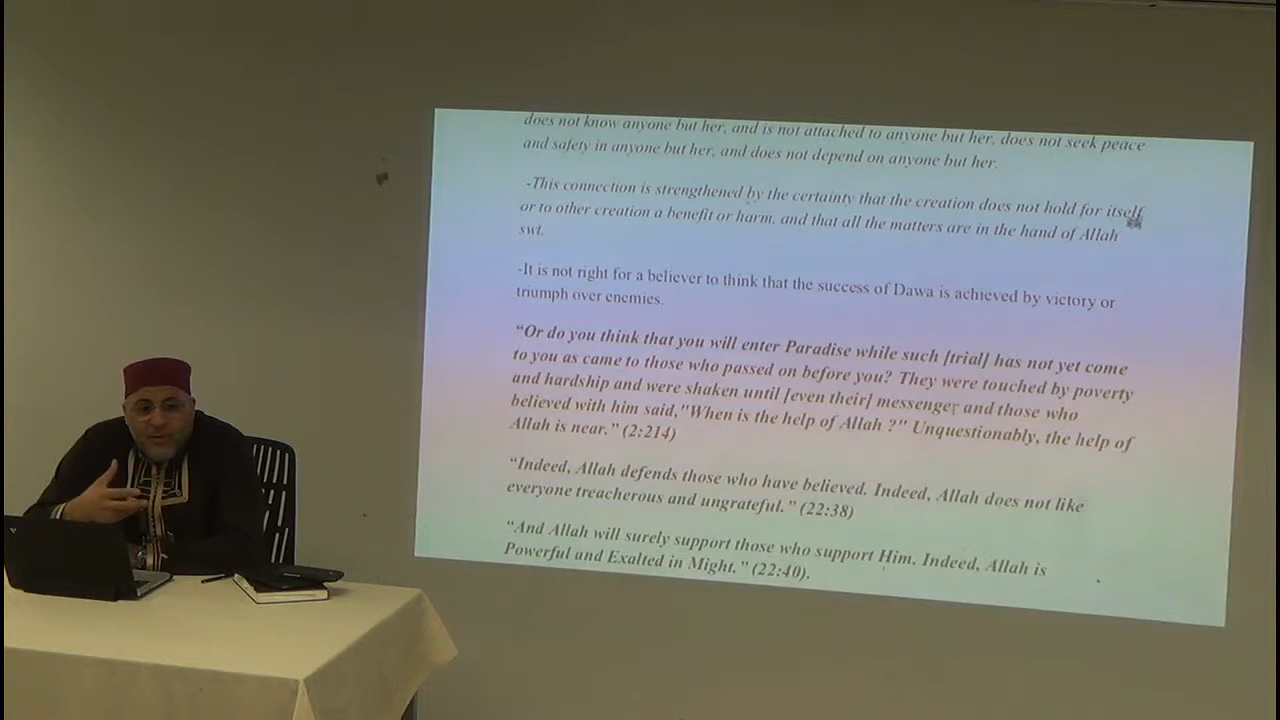 does not know anyone but her, and is not attached to anyone but her, does not seek peace
and safety in anyone but her, and does not depend on anyone but her.
-This connection is strengthened by the certainty that the creation does not hold for itself
or to other creation a benefit or harm. and that all the matters are in the hand of Allah
swt.
-It is not right for a believer to think that the success of Dawa is achieved by victory or
triumph over enemies.
“Or do you think that you will enter Paradise while such [trial] has not yet come
to you as came to those who passed on before you? They were touched by poverty
and hardship and were shaken until [even their] messenger and those who
believed with him said,"When is the help of Allah ?" Unquestionably, the help of
Allah is near.” (2:214)
“Indeed, Allah defends those who have believed. Indeed, Allah does not like
everyone treacherous and ungrateful.” (22:38)
“And Allah will surely support those who support Him. Indeed, Allah is
Powerful and Exalted in Might.” (22:40).